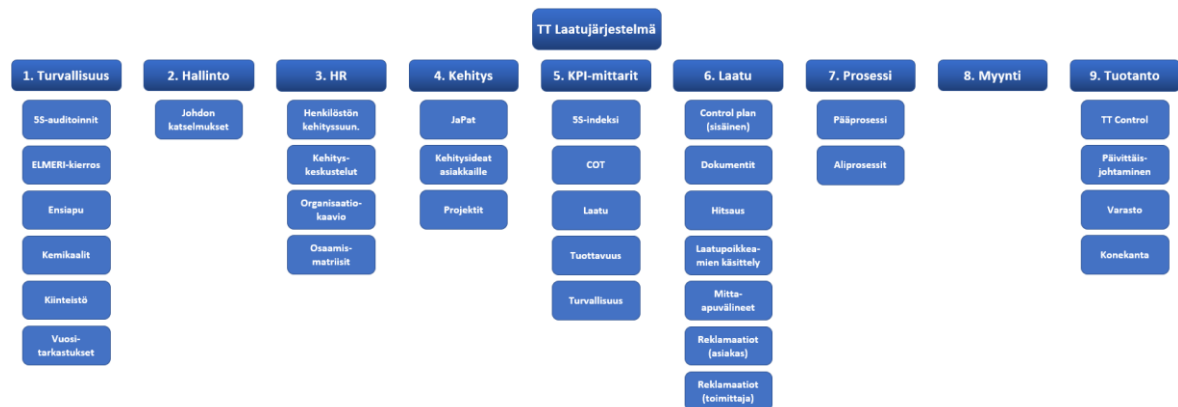 TT Laatujärjestelmä
1. Turvallisuus
5S-auditoinnit
ELMERI-kierros
Ensiapu
Kemikaalit
Kiinteistö
Vuosi-
tarkastukset
2. Hallinto
Johdon
katselmukset
3. HR
Henkilöstön
kehityssuun.
Kehitys-
keskustelut
Organisaatio-
kaavio
Osaamis-
matriisit
4. Kehitys
JaPat
Kehitysideat
asiakkaille
Projektit
5. KPI-mittarit
5S-indeksi
COT
Laatu
Tuottavuus
Turvallisuus
6. Laatu
Control plan
(sisäinen)
Dokumentit
Hitsaus
Laatupoikkea-
mien käsittely
Mitta-
apuvälineet
Reklamaatiot
(asiakas)
Reklamaatiot
(toimittaja)
7. Prosessi
Pääprosessi
Aliprosessit
8. Myynti
9. Tuotanto
TT Control
Päivittäis-
johtaminen
Varasto
Konekanta